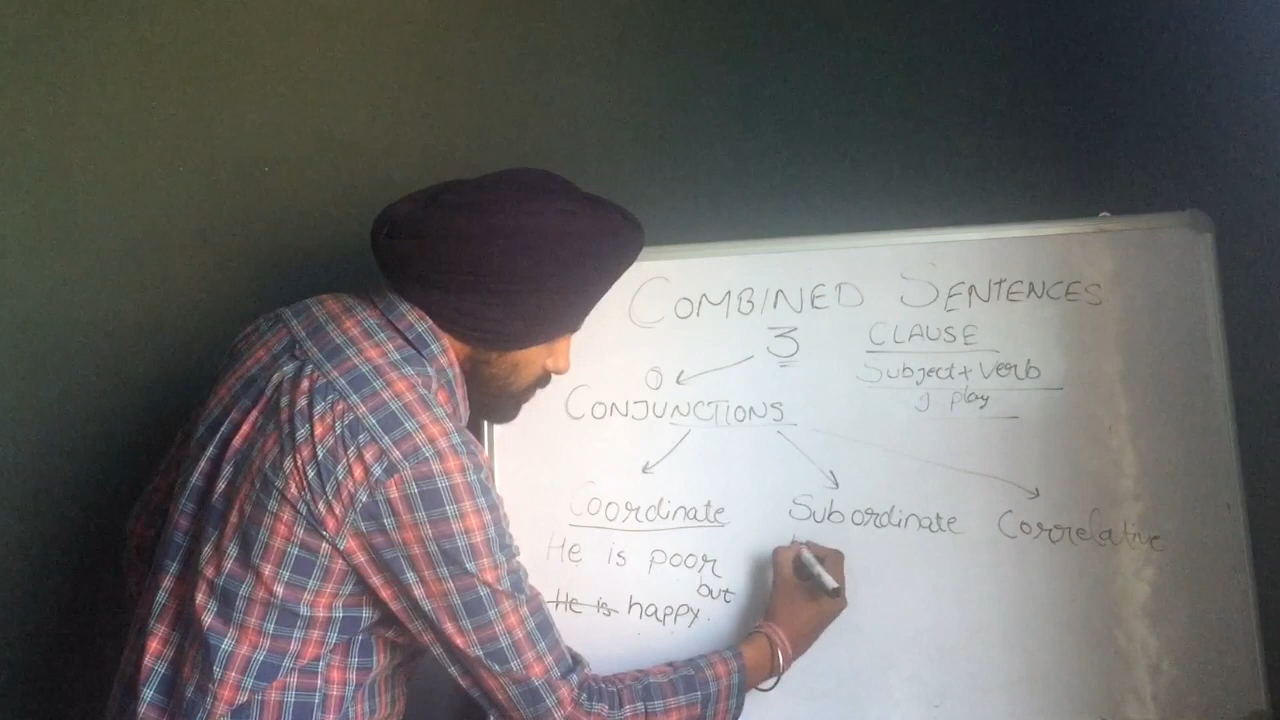 COMBINED SENTENCES
3
CLAUSE
Subject + Verb
I play
CONJUNCTIONS
Coordinate
Subordinate
Correlative
He is poor
but
He is happy.